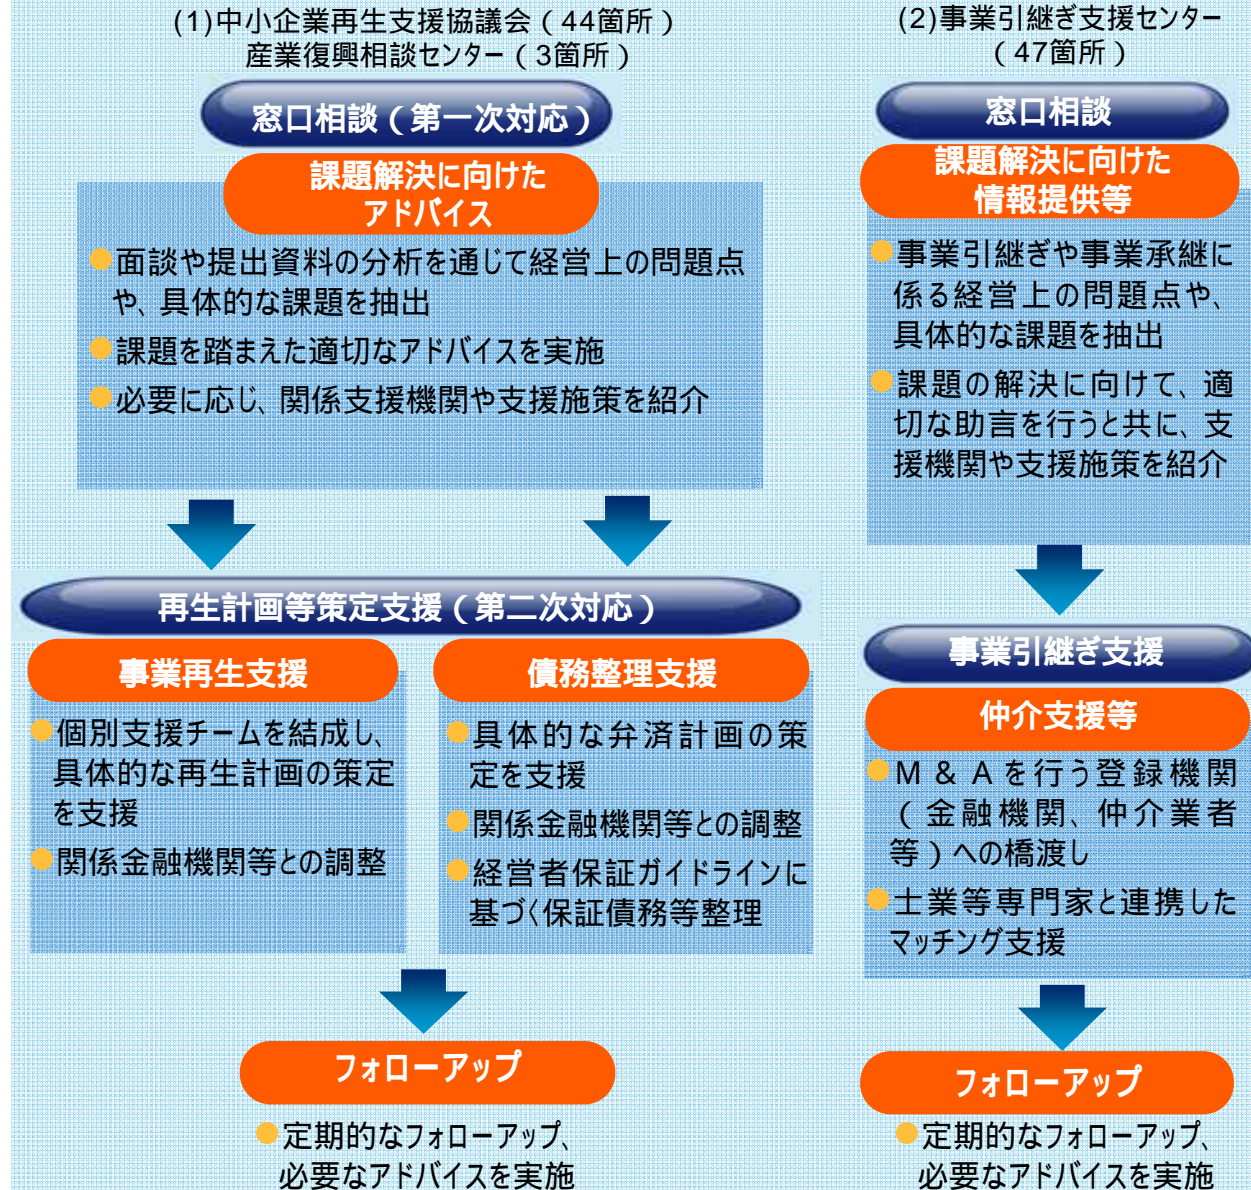 (1)中小企業再生支援協議会（44箇所）
産業復興相談センター（3箇所）
窓口相談（第一次対応）
課題解決に向けた
アドバイス
●面談や提出資料の分析を通じて経営上の問題点
や、具体的な課題を抽出
●課題を踏まえた適切なアドバイスを実施
●必要に応じ、関係支援機関や支援施策を紹介
再生計画等策定支援（第二次対応）
事業再生支援
●個別支援チームを結成し、
具体的な再生計画の策定
を支援
●関係金融機関等との調整
債務整理支援
●具体的な弁済計画の策
定を支援
●関係金融機関等との調整
●経営者保証ガイドラインに
基づく保証債務等整理
フォローアップ
●定期的なフォローアップ、
必要なアドバイスを実施
(2)事業引継ぎ支援センター
（47箇所）
窓口相談
課題解決に向けた
情報提供等
●事業引継ぎや事業承継に
係る経営上の問題点や、
具体的な課題を抽出
●課題の解決に向けて、適
切な助言を行うと共に、支
援機関や支援施策を紹介
事業引継ぎ支援
仲介支援等
●M＆Aを行う登録機関
（金融機関、仲介業者
等）への橋渡し
●士業等専門家と連携した
マッチング支援
フォローアップ
●定期的なフォローアップ、
必要なアドバイスを実施